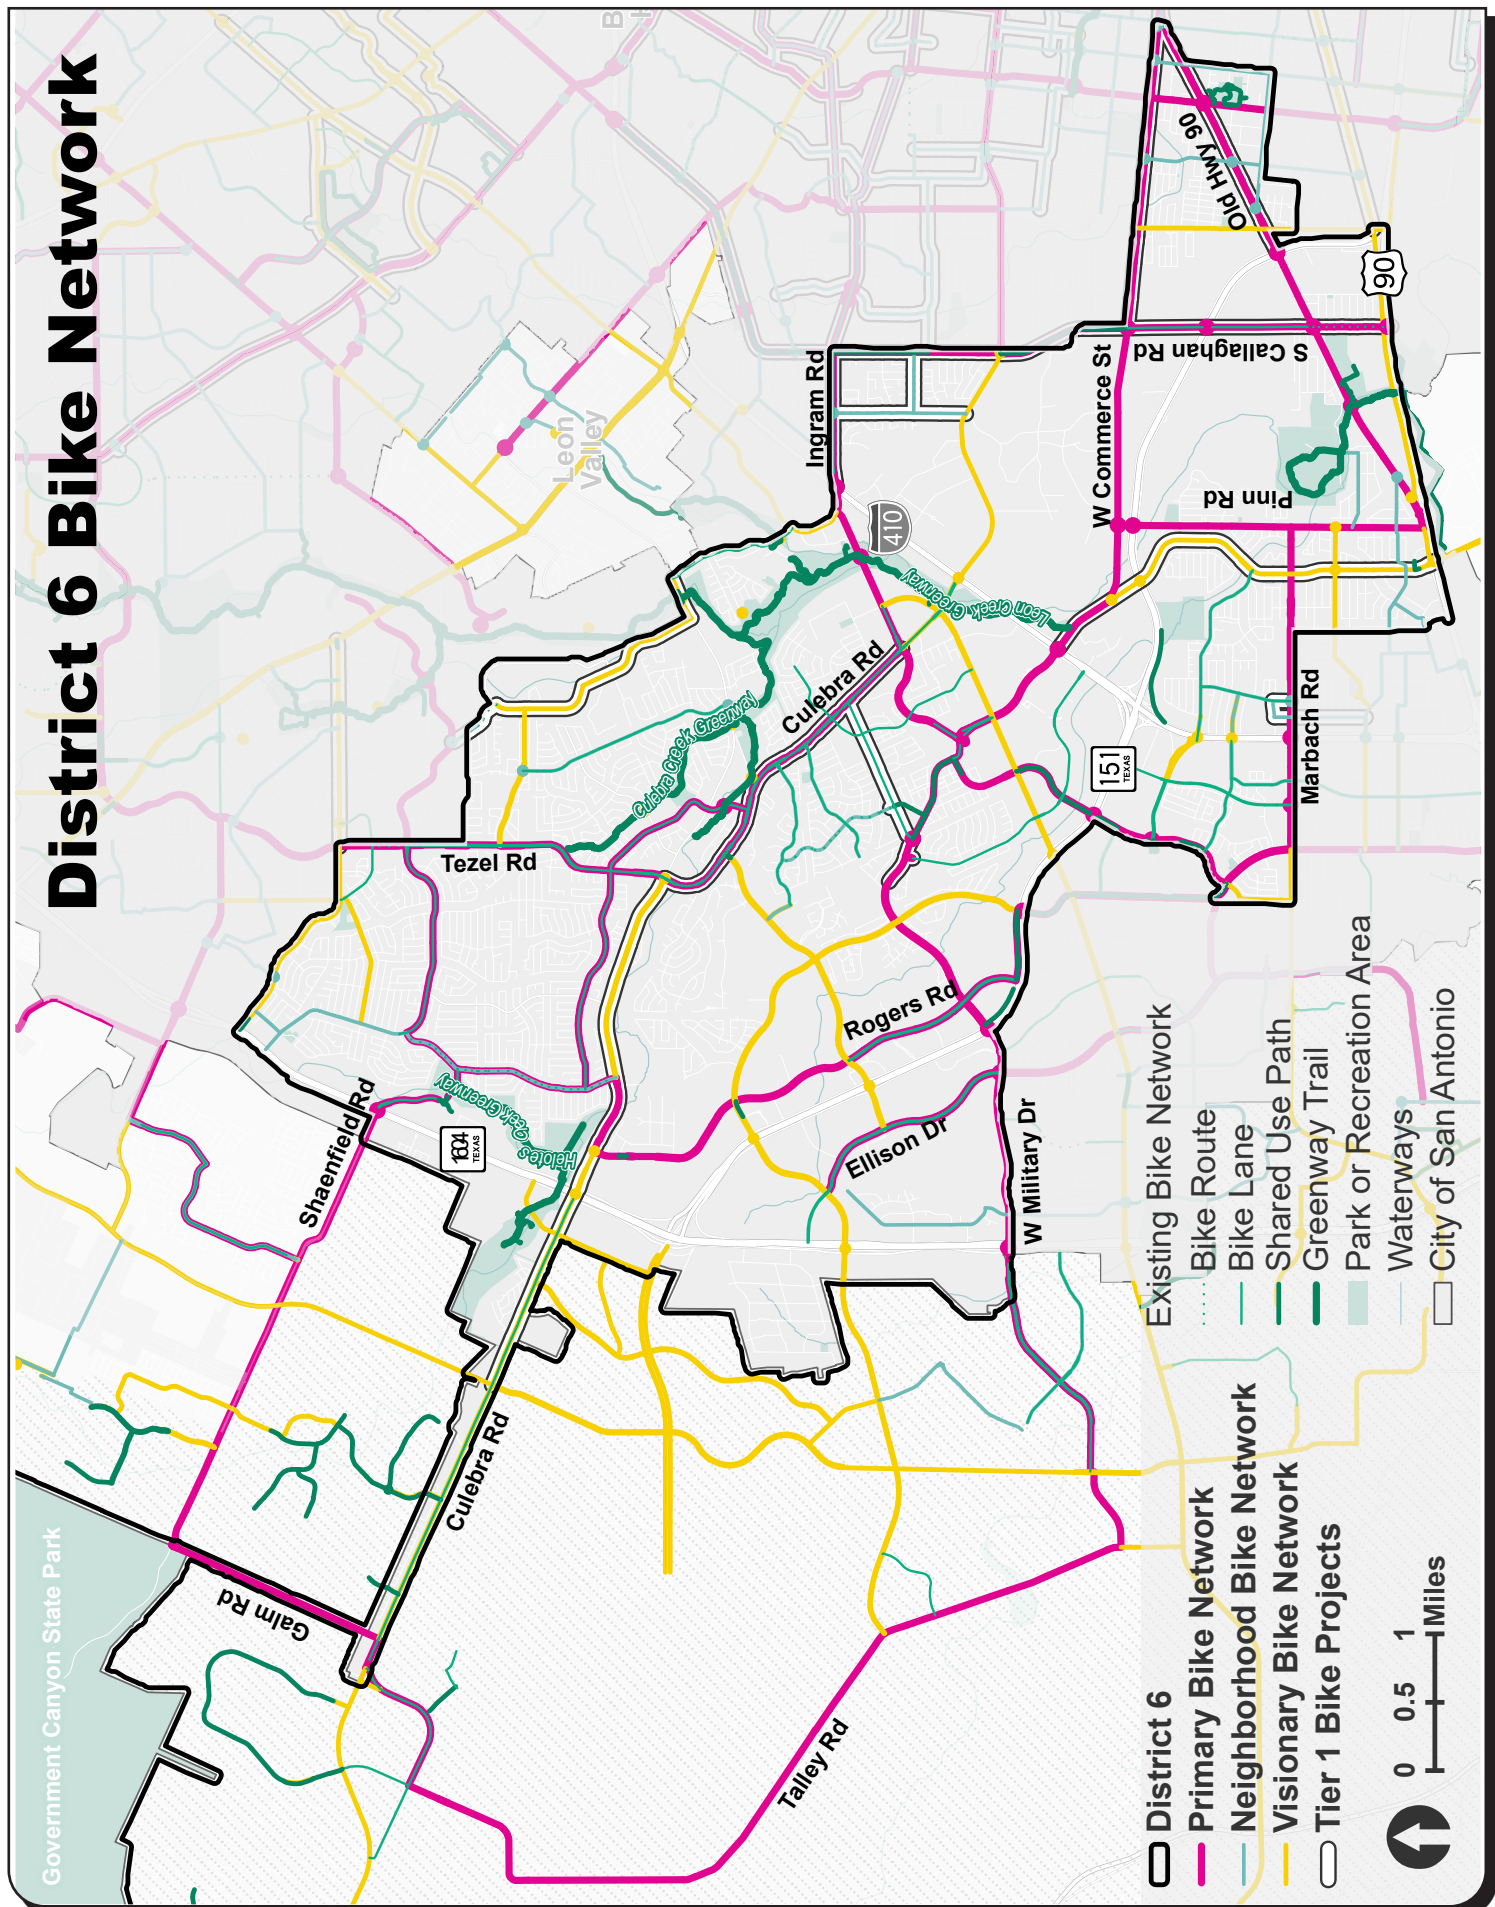 District 6 Bike Network
Government Canyon State Park
Leon
Valley
Ingram Rd
W Commerce St
S Callaghan Rd
Old Hwy 90
90
Pinn Rd
410
Leon Creek Greenway
Culebra Rd
Culebra Creek Greenway
Tezel Rd
151
TEXAS
Marbach Rd
Rogers Rd
Ellison Dr
W Military Dr
Shaenfield Rd
1604
TEXAS
Helotes Creek Greenway
Culebra Rd
Galm Rd
Talley Rd
District 6
Primary Bike Network
Neighborhood Bike Network
Visionary Bike Network
Tier 1 Bike Projects
Existing Bike Network
Bike Route
Bike Lane
Shared Use Path
Greenway Trail
Park or Recreation Area
Waterways
City of San Antonio
0 0.5 1
Miles